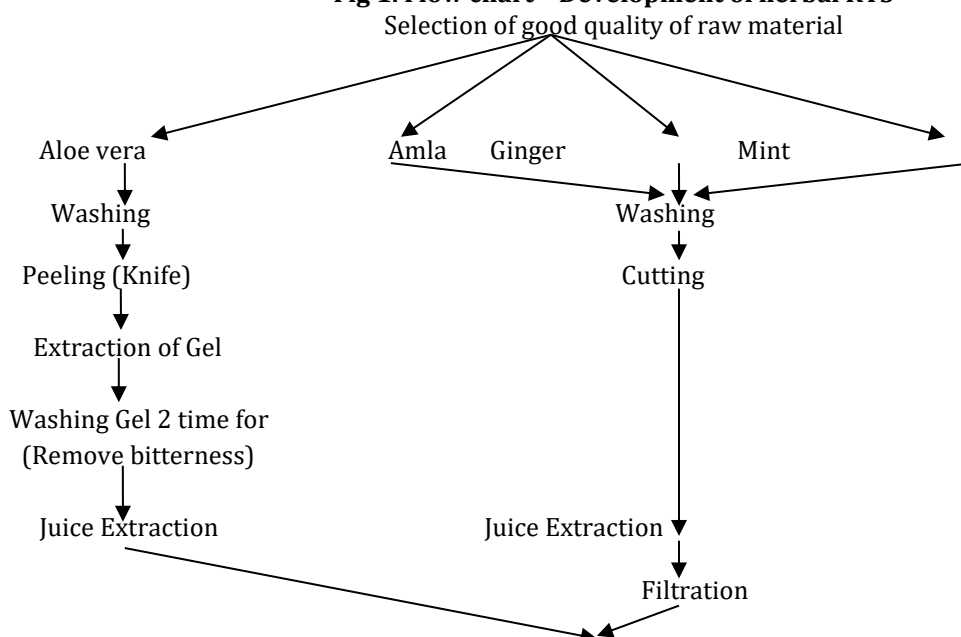 Fig 1. Flow chart – Development of herbal RTS
Selection of good quality of raw material
Aloe vera Amla Ginger Mint
Washing Washing
Peeling (Knife) Cutting
Extraction of Gel
Washing Gel 2 time for
(Remove bitterness)
Juice Extraction Juice Extraction
Filtration